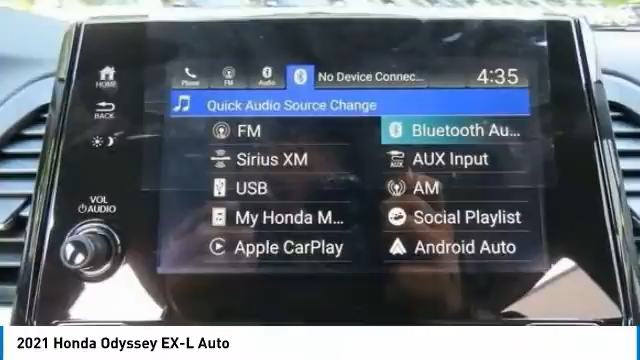 Phone FM Audio No Device Connec... 4:35
HOME
Quick Audio Source Change
BACK
FM Bluetooth Au...
Sirius XM AUX Input
USB AM
My Honda M... Social Playlist
Apple CarPlay Android Auto
VOL
AUDIO
AUX
2021 Honda Odyssey EX-L Auto